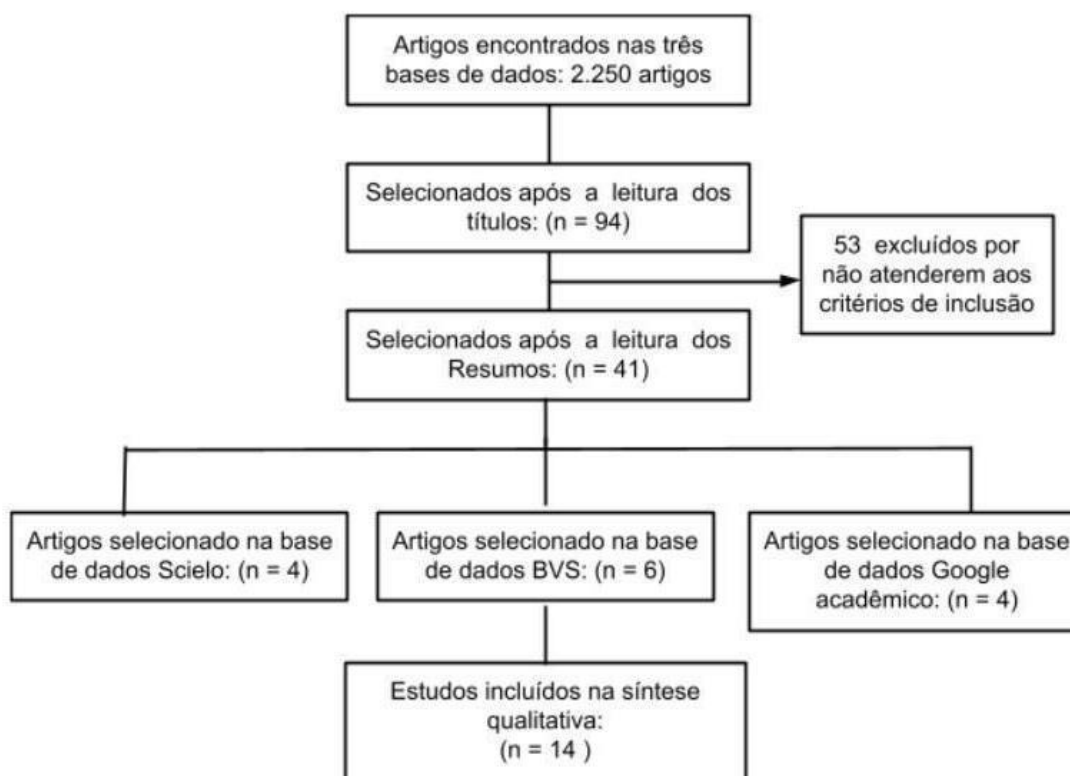 Artigos encontrados nas três
bases de dados: 2.250 artigos
Selecionados após a leitura dos
títulos: (n = 94)
53 excluídos por
não atenderem aos
critérios de inclusão
Selecionados após a leitura dos
Resumos: (n = 41)
Artigos selecionado na base
de dados Scielo: (n = 4)
Artigos selecionado na base
de dados BVS: (n = 6)
Artigos selecionado na base
de dados Google
acadêmico: (n = 4)
Estudos incluídos na síntese
qualitativa:
(n = 14 )